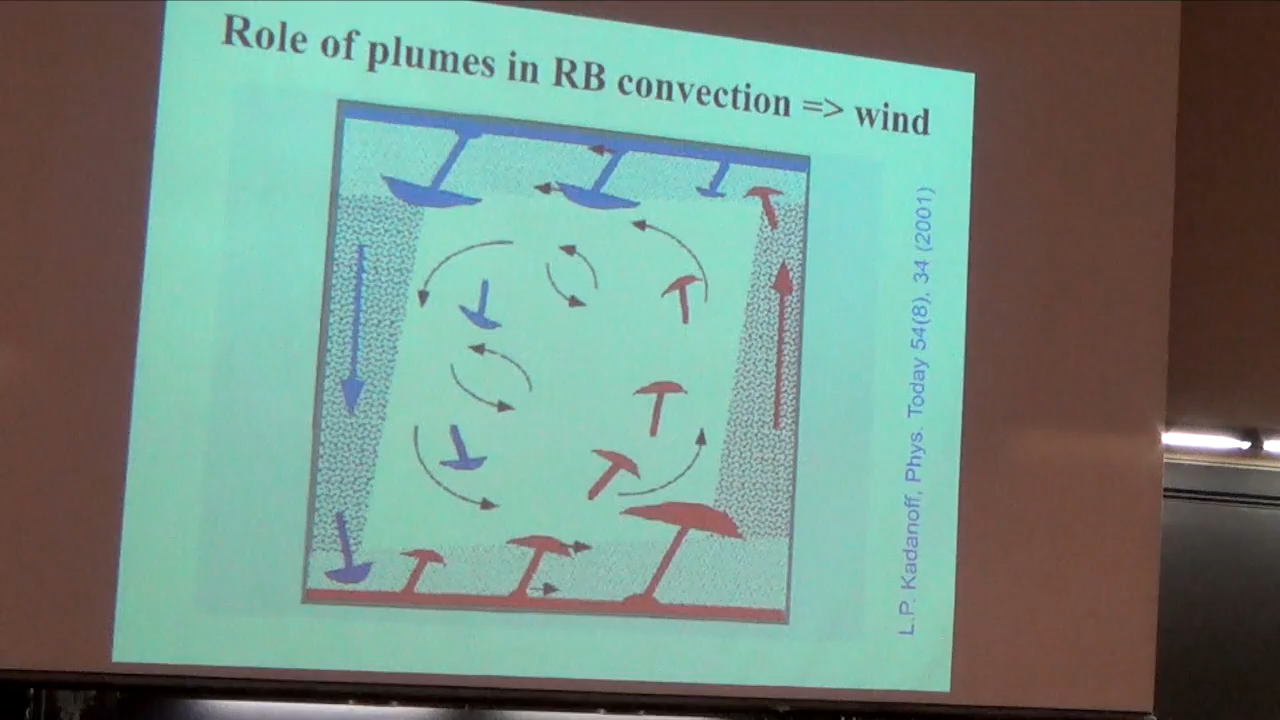 Role of plumes in RB convection => wind
L.P. Kadanoff, Phys. Today 54(8), 34 (2001)